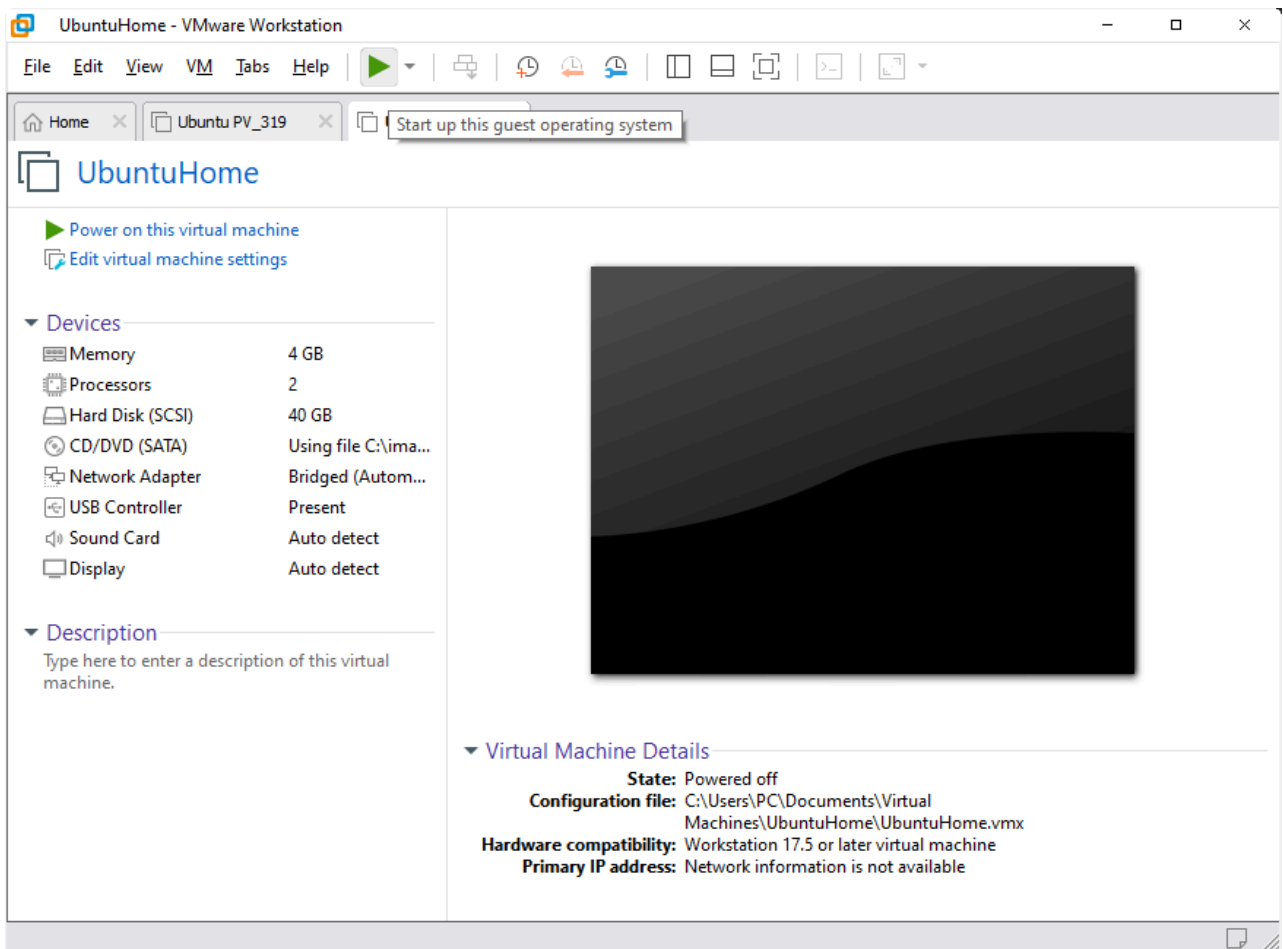 UbuntuHome - VMware Workstation
File Edit View VM Tabs Help
Home
Ubuntu PV_319
Start up this guest operating system
UbuntuHome
Power on this virtual machine
Edit virtual machine settings
Devices
Memory 4 GB
Processors 2
Hard Disk (SCSI) 40 GB
CD/DVD (SATA) Using file C:\ima...
Network Adapter Bridged (Autom...
USB Controller Present
Sound Card Auto detect
Display Auto detect
Description
Type here to enter a description of this virtual
machine.
Virtual Machine Details
State: Powered off
Configuration file: C:\Users\PC\Documents\Virtual
Machines\UbuntuHome\UbuntuHome.vmx
Hardware compatibility: Workstation 17.5 or later virtual machine
Primary IP address: Network information is not available